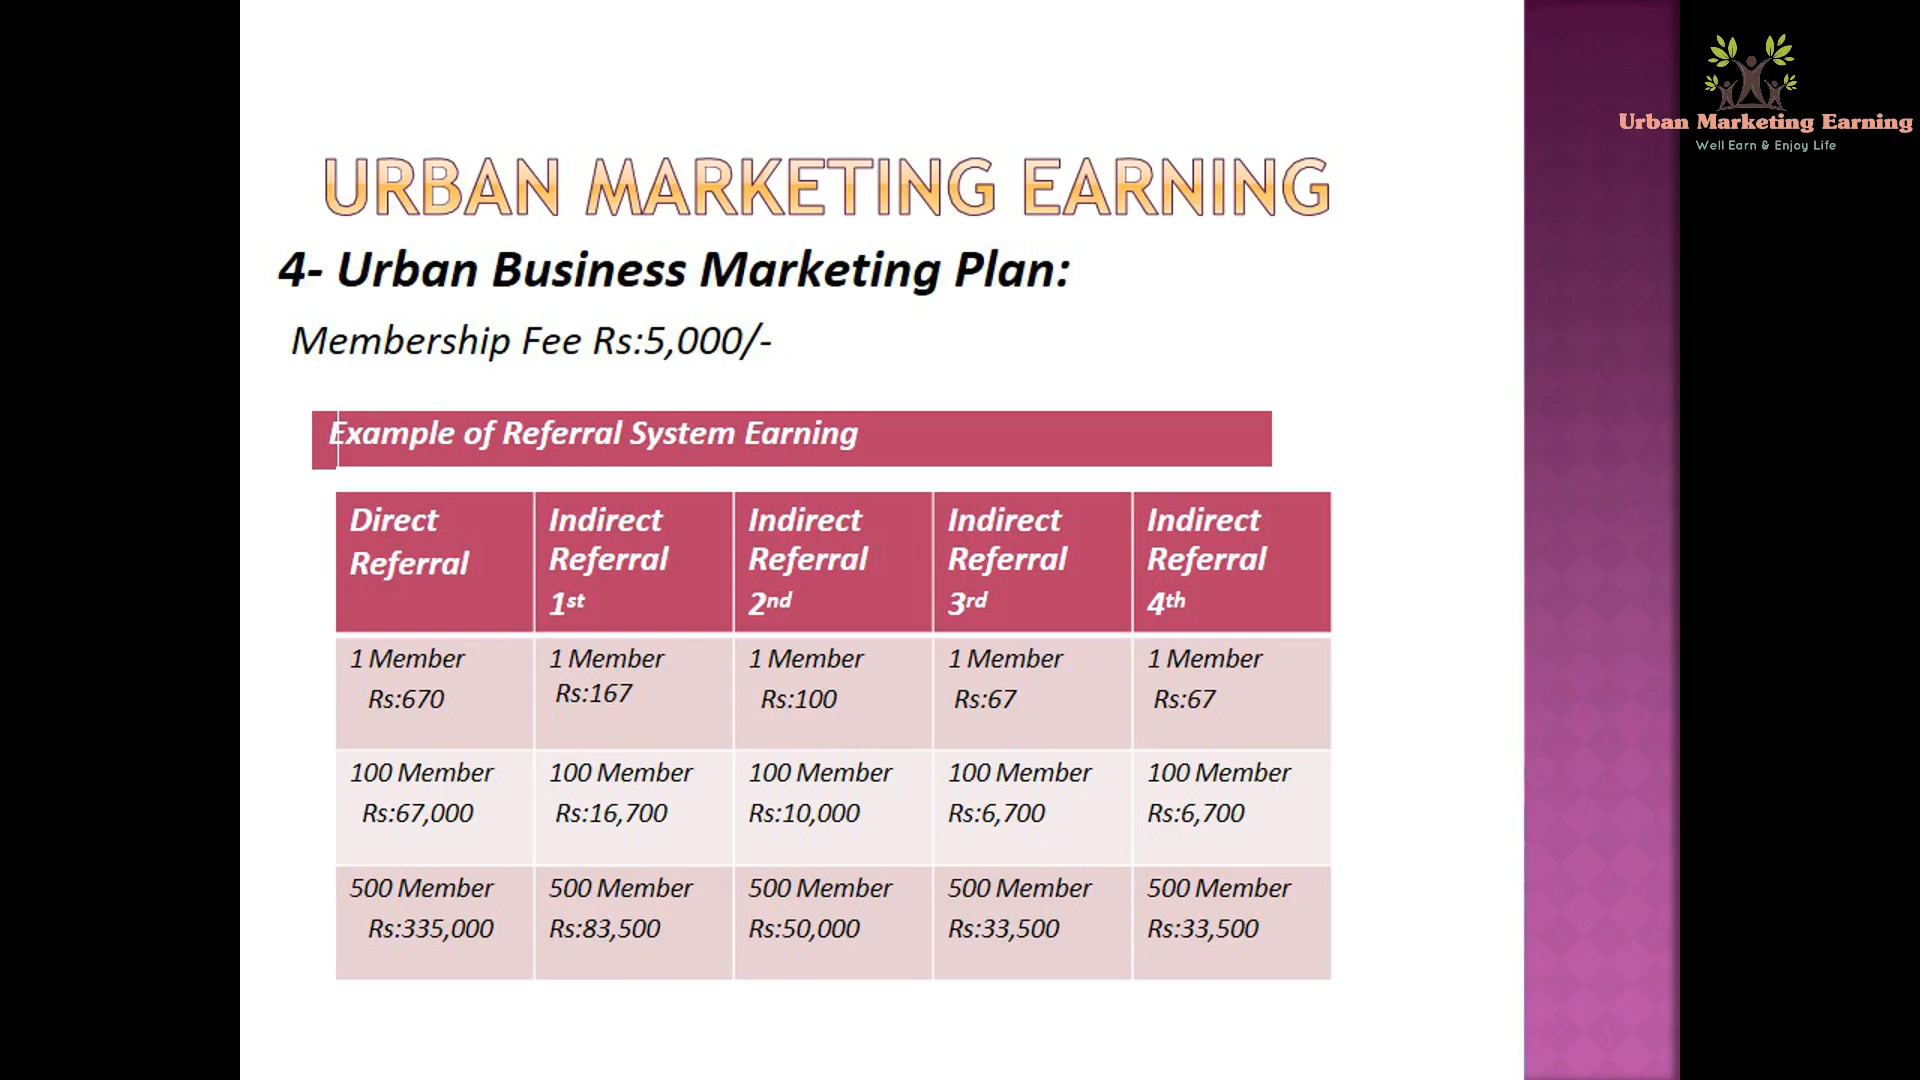 Urban Marketing Earning
Well Earn & Enjoy Life
URBAN MARKETING EARNING
4- Urban Business Marketing Plan:
Membership Fee Rs:5,000/-
Example of Referral System Earning
Direct
Referral
Indirect
Referral
1st
Indirect
Referral
2nd
Indirect
Referral
3rd
Indirect
Referral
4th
1 Member
Rs:670
1 Member
Rs:167
1 Member
Rs:100
1 Member
Rs:67
1 Member
Rs:67
100 Member
Rs:67,000
100 Member
Rs:16,700
100 Member
Rs:10,000
100 Member
Rs:6,700
100 Member
Rs:6,700
500 Member
Rs:335,000
500 Member
Rs:83,500
500 Member
Rs:50,000
500 Member
Rs:33,500
500 Member
Rs:33,500